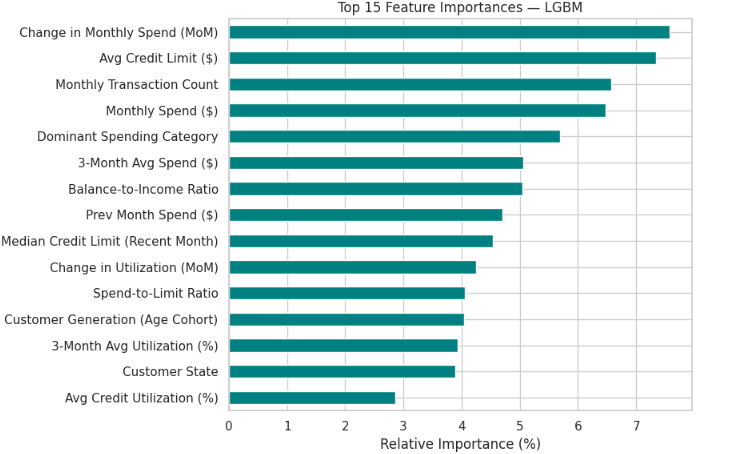 Top 15 Feature Importances — LGBM
Change in Monthly Spend (MoM)
Avg Credit Limit ($)
Monthly Transaction Count
Monthly Spend ($)
Dominant Spending Category
3-Month Avg Spend ($)
Balance-to-Income Ratio
Prev Month Spend ($)
Median Credit Limit (Recent Month)
Change in Utilization (MoM)
Spend-to-Limit Ratio
Customer Generation (Age Cohort)
3-Month Avg Utilization (%)
Customer State
Avg Credit Utilization (%)
0 1 2 3 4 5 6 7
Relative Importance (%)